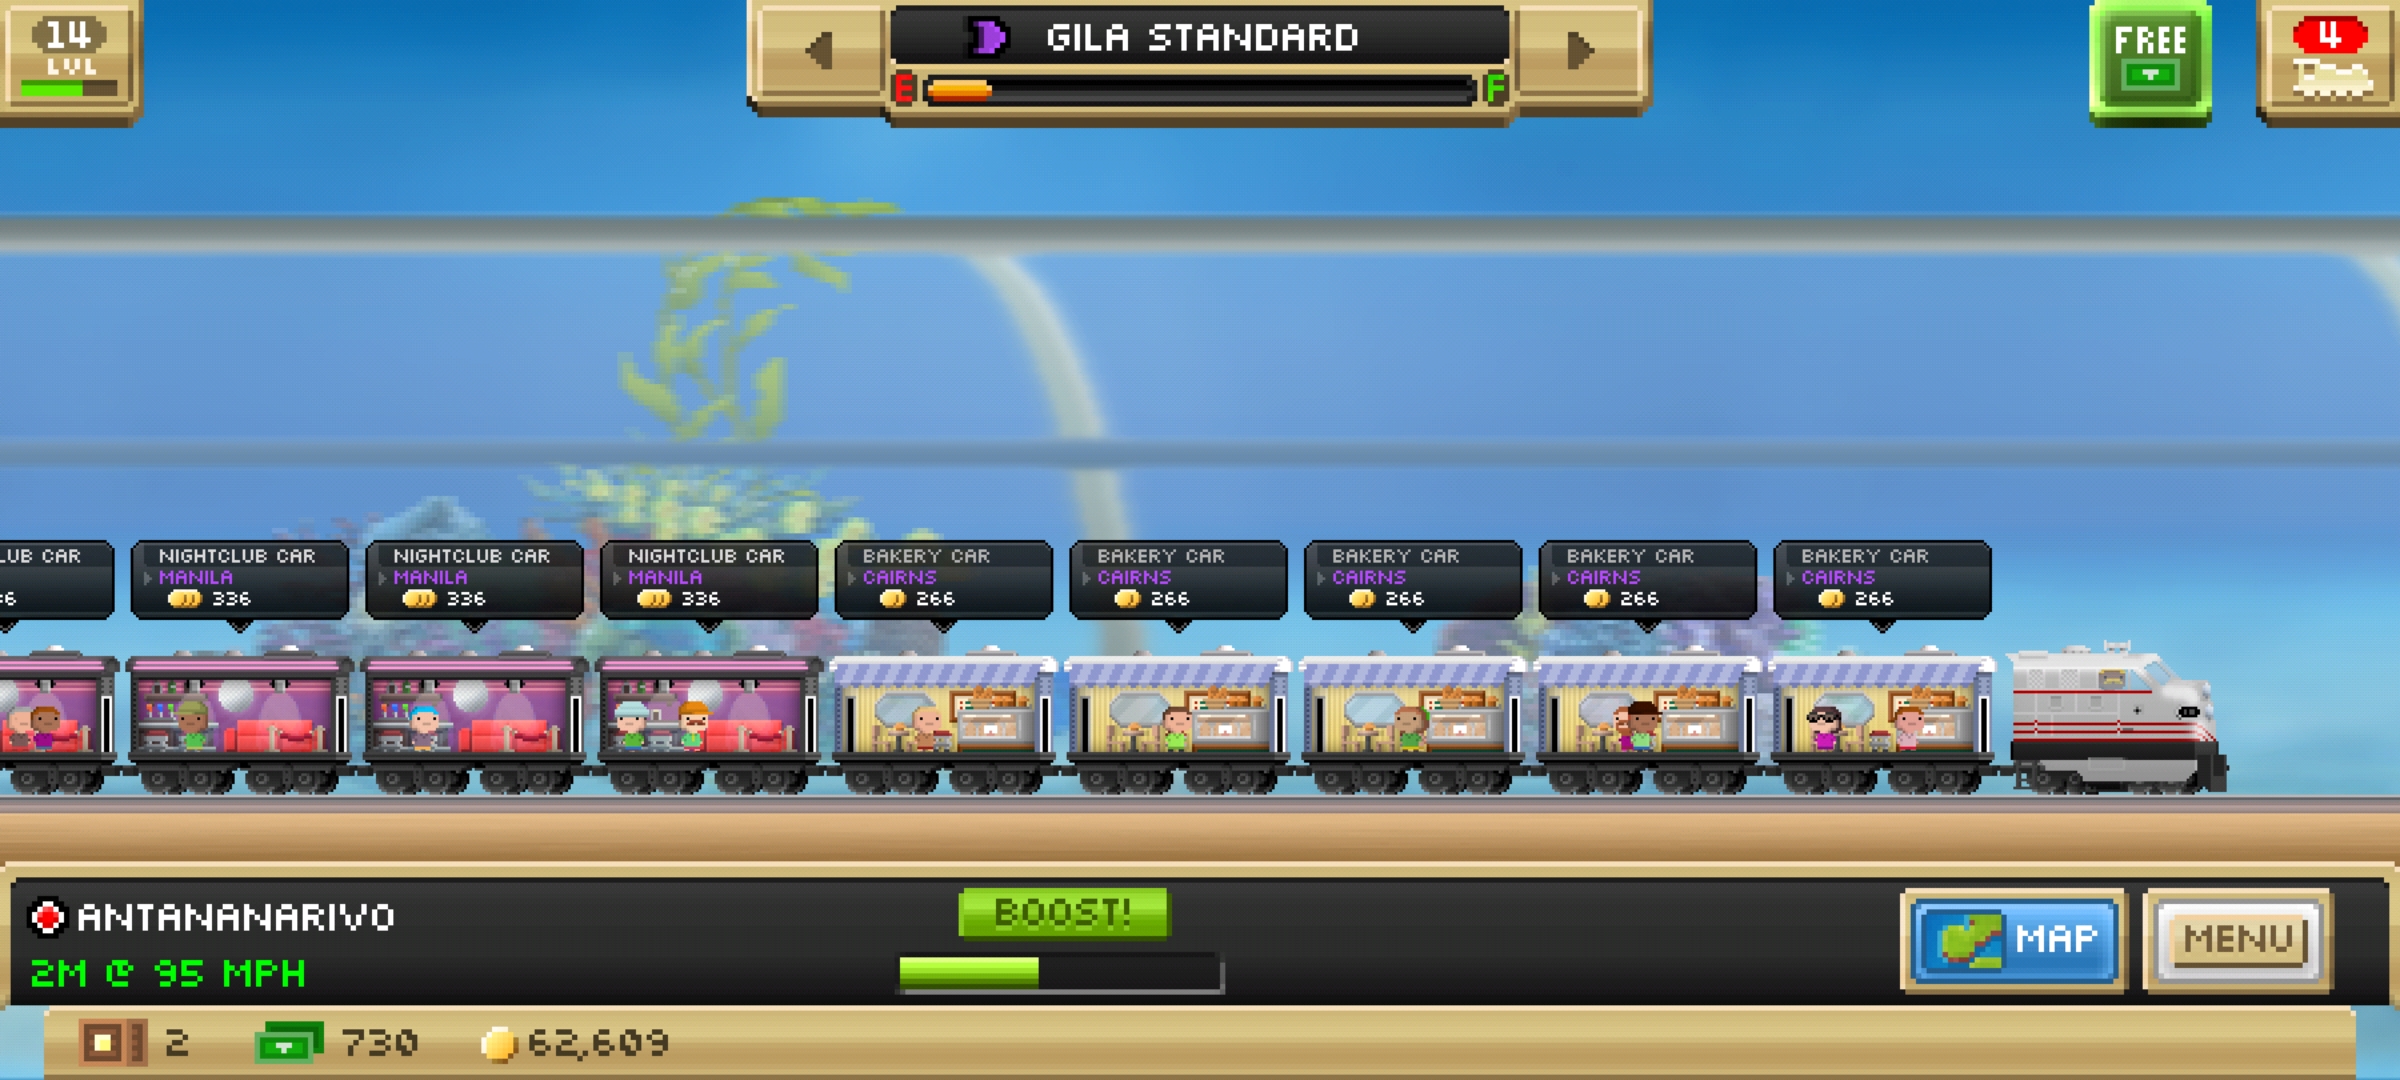 14
LVL
GILA STANDARD
E
F
FREE
4
LUB CAR
6
NIGHTCLUB CAR
MANILA
336
NIGHTCLUB CAR
MANILA
336
NIGHTCLUB CAR
MANILA
336
BAKERY CAR
CAIRNS
266
BAKERY CAR
CAIRNS
266
BAKERY CAR
CAIRNS
266
BAKERY CAR
CAIRNS
266
BAKERY CAR
CAIRNS
266
ANTANANARIVO
2M @ 95 MPH
BOOST!
MAP
MENU
2
730
62,609